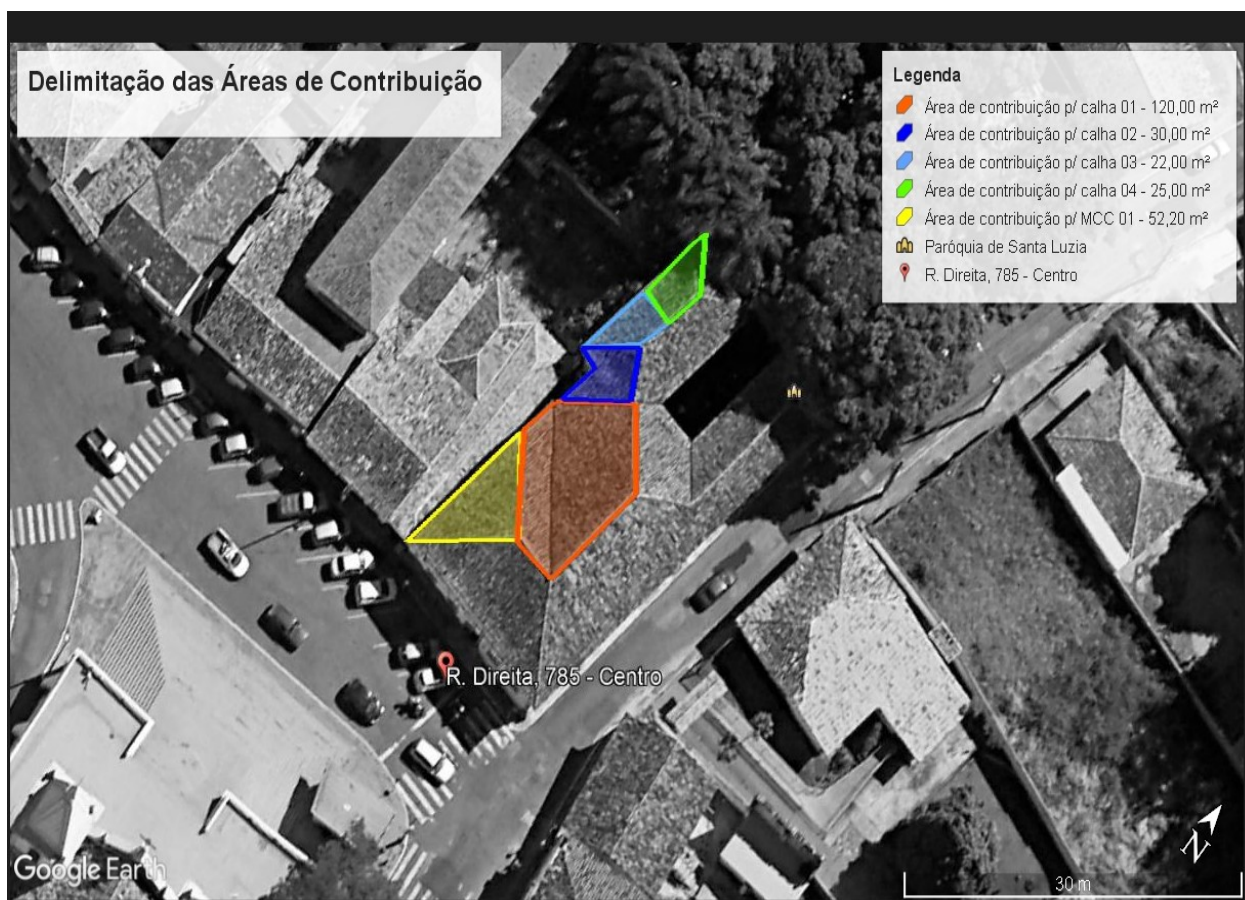 Delimitação das Áreas de Contribuição
Legenda
Área de contribuição p/ calha 01 - 120,00 m²
Área de contribuição p/ calha 02 - 30,00 m²
Área de contribuição p/ calha 03 - 22,00 m²
Área de contribuição p/ calha 04 - 25,00 m²
Área de contribuição p/ MCC 01 - 52,20 m²
Paróquia de Santa Luzia
R. Direita, 785 - Centro
R. Direita, 785 - Centro
Google Earth
N
30 m